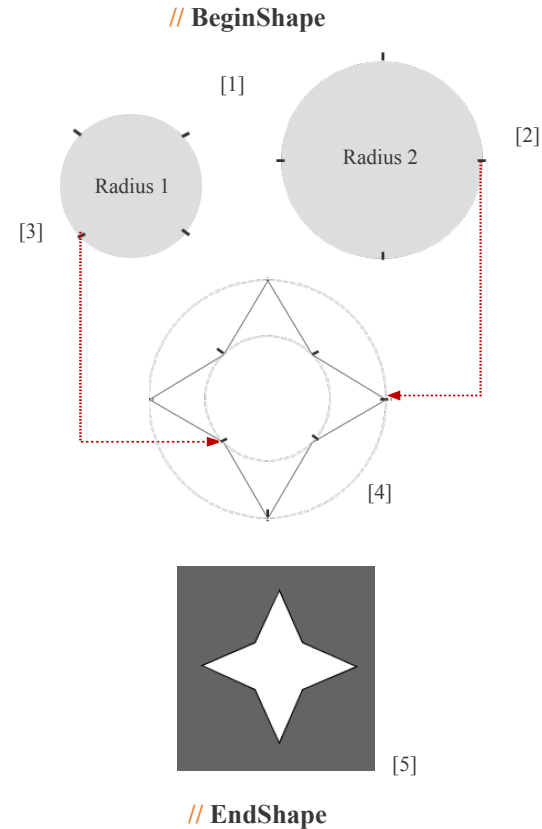 // BeginShape
[1]
[2]
Radius 2
Radius 1
[3]
[4]
[5]
// EndShape